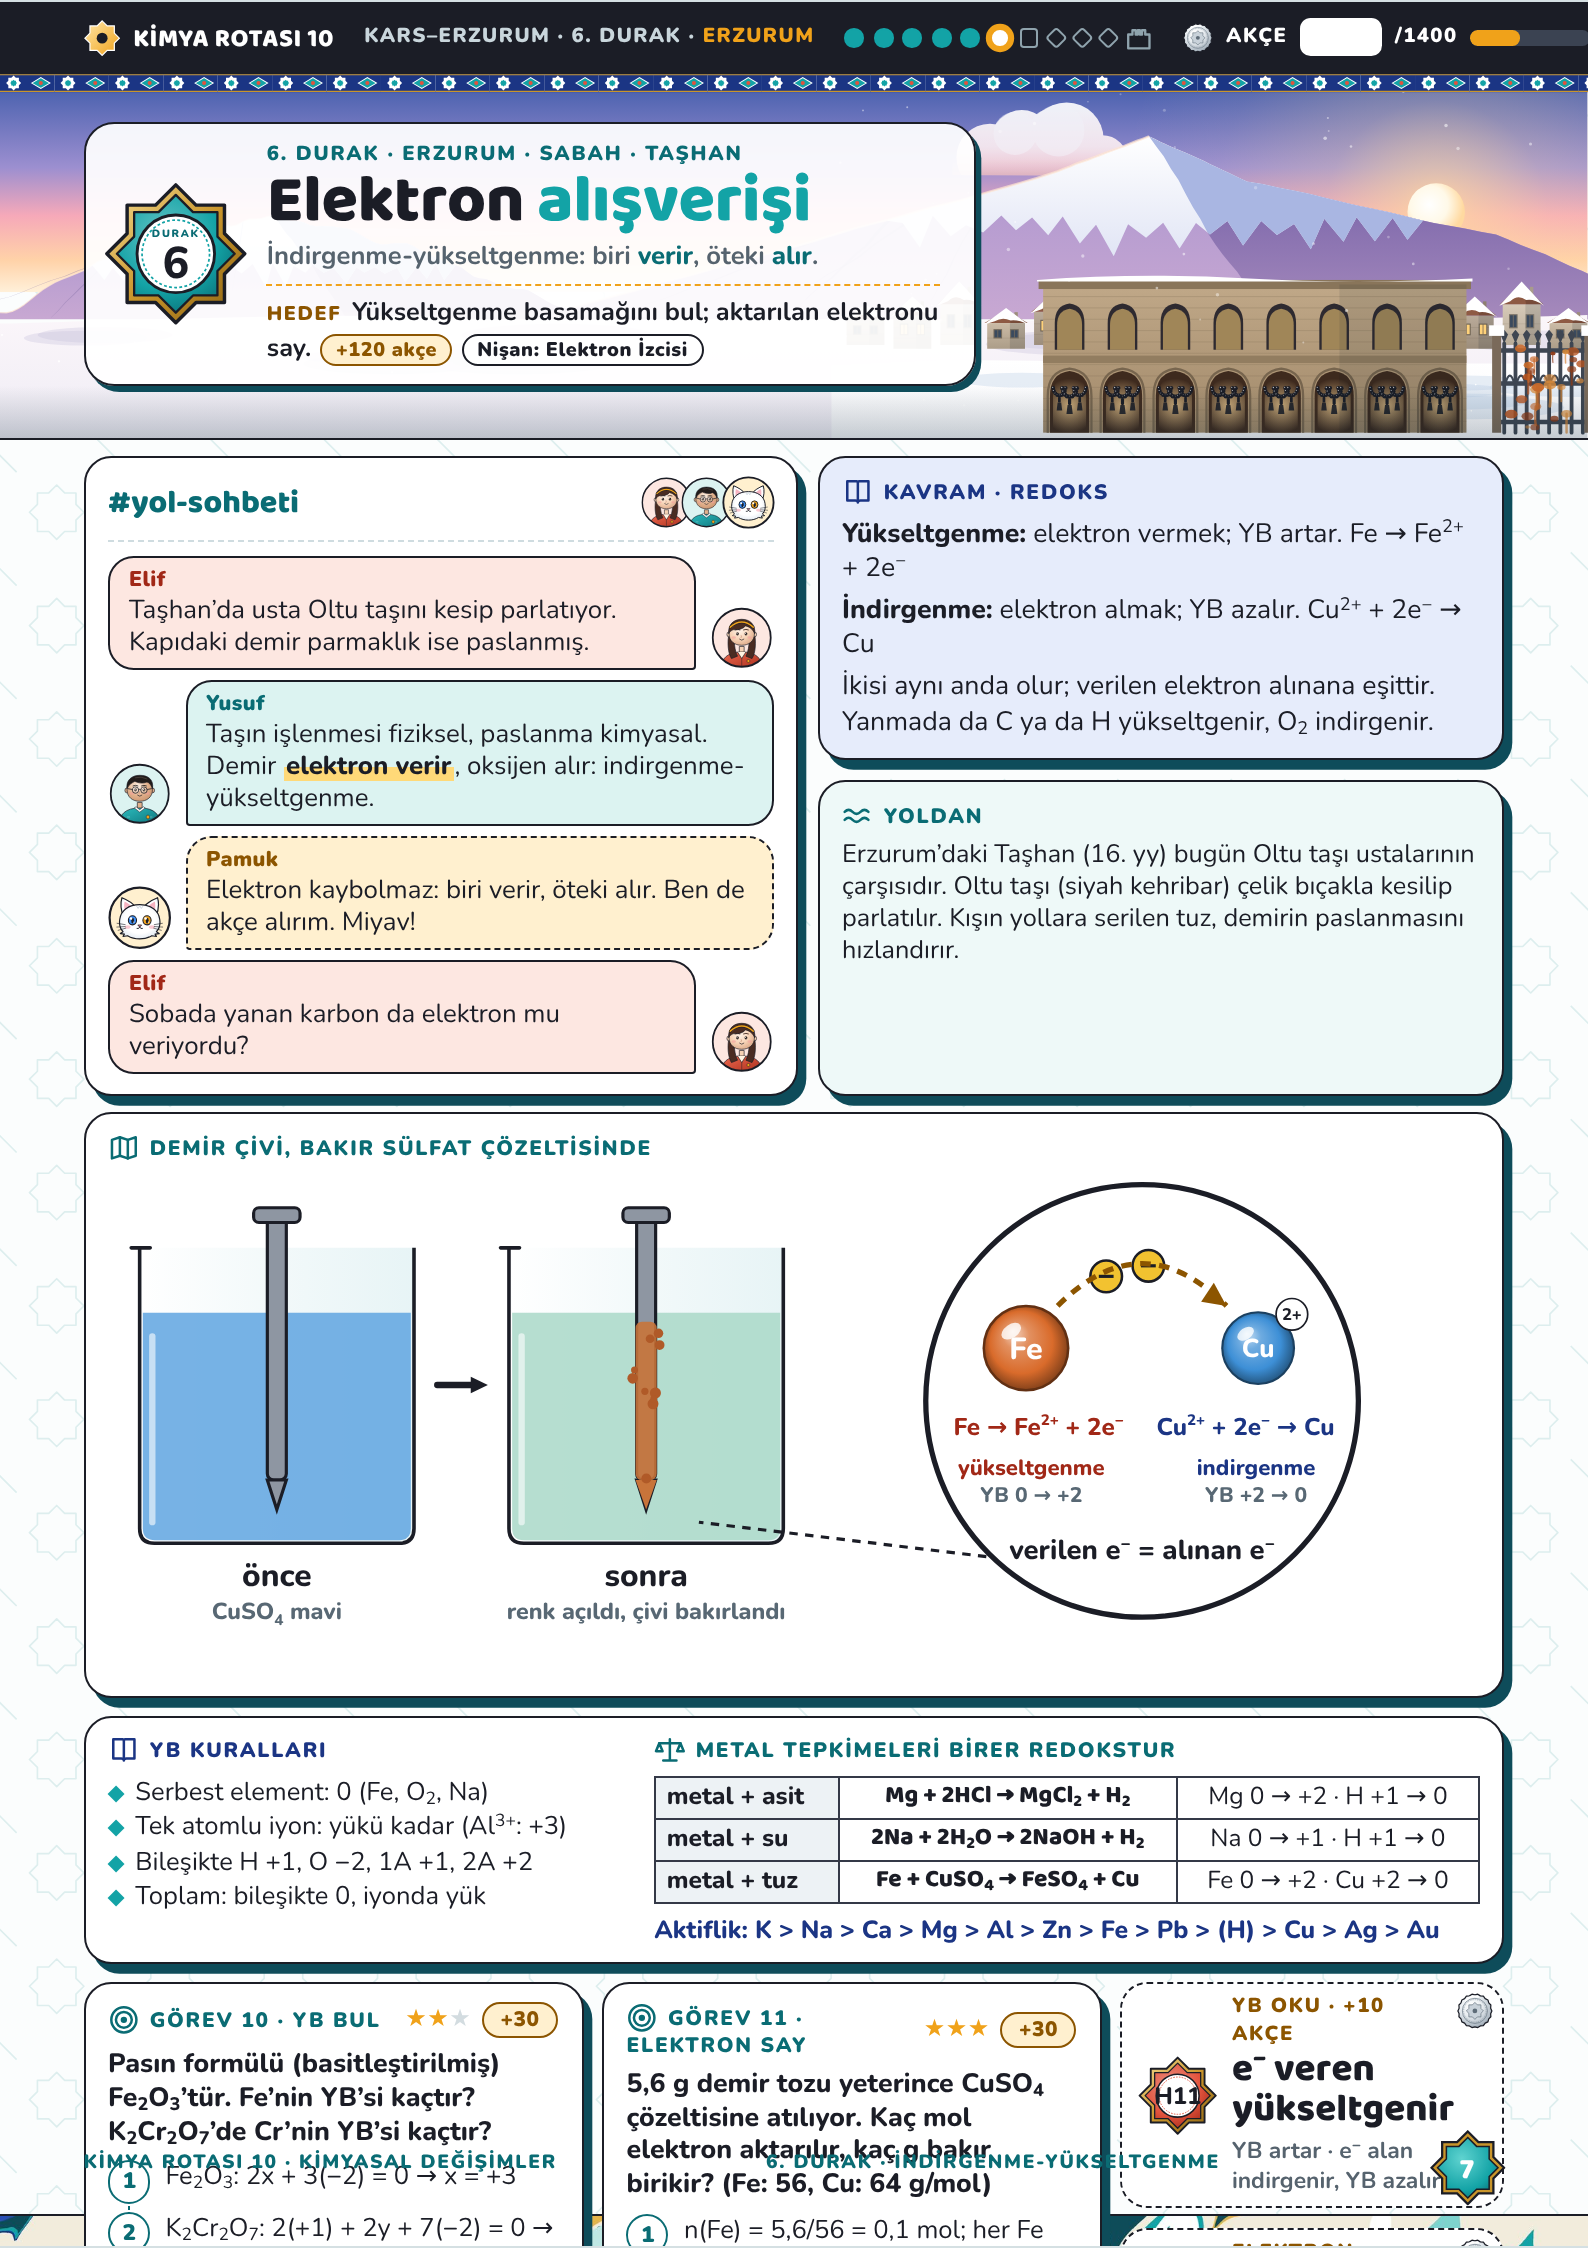 KİMYA ROTASI 10 KARS–ERZURUM · 6. DURAK · ERZURUM AKÇE /1400
6. DURAK · ERZURUM · SABAH · TAŞHAN
Elektron alışverişi
İndirgenme-yükseltgenme: biri verir, öteki alır.
DURAK
6
HEDEF Yükseltgenme basamağını bul; aktarılan elektronu
say. +120 akçe Nişan: Elektron İzcisi
#yol-sohbeti
Elif
Taşhan’da usta Oltu taşını kesip parlatıyor.
Kapıdaki demir parmaklık ise paslanmış.
Yusuf
Taşın işlenmesi fiziksel, paslanma kimyasal.
Demir elektron verir, oksijen alır: indirgenme-
yükseltgenme.
Pamuk
Elektron kaybolmaz: biri verir, öteki alır. Ben de
akçe alırım. Miyav!
Elif
Sobada yanan karbon da elektron mu
veriyordu?
KAVRAM · REDOKS
Yükseltgenme: elektron vermek; YB artar. Fe → Fe²⁺
+ 2e⁻
İndirgenme: elektron almak; YB azalır. Cu²⁺ + 2e⁻ →
Cu
İkisi aynı anda olur; verilen elektron alınana eşittir.
Yanmada da C ya da H yükseltgenir, O₂ indirgenir.
YOLDAN
Erzurum’daki Taşhan (16. yy) bugün Oltu taşı ustalarının
çarşısıdır. Oltu taşı (siyah kehribar) çelik bıçakla kesilip
parlatılır. Kışın yollara serilen tuz, demirin paslanmasını
hızlandırır.
DEMİR ÇİVİ, BAKIR SÜLFAT ÇÖZELTİSİNDE
önce
CuSO₄ mavi
sonra
renk açıldı, çivi bakırlandı
− −
Fe Cu 2+
Fe → Fe²⁺ + 2e⁻ Cu²⁺ + 2e⁻ → Cu
yükseltgenme indirgenme
YB 0 → +2 YB +2 → 0
verilen e⁻ = alınan e⁻
YB KURALLARI
Serbest element: 0 (Fe, O₂, Na)
Tek atomlu iyon: yükü kadar (Al³⁺: +3)
Bileşikte H +1, O −2, 1A +1, 2A +2
Toplam: bileşikte 0, iyonda yük
METAL TEPKİMELERİ BİRER REDOKSTUR
metal + asit Mg + 2HCl → MgCl₂ + H₂ Mg 0 → +2 · H +1 → 0
metal + su 2Na + 2H₂O → 2NaOH + H₂ Na 0 → +1 · H +1 → 0
metal + tuz Fe + CuSO₄ → FeSO₄ + Cu Fe 0 → +2 · Cu +2 → 0
Aktiflik: K > Na > Ca > Mg > Al > Zn > Fe > Pb > (H) > Cu > Ag > Au
GÖREV 10 · YB BUL ★★★ +30
Pasın formülü (basitleştirilmiş)
Fe₂O₃’tür. Fe’nin YB’si kaçtır?
K₂Cr₂O₇’de Cr’nin YB’si kaçtır?
1 Fe₂O₃: 2x + 3(−2) = 0 → x = +3
2 K₂Cr₂O₇: 2(+1) + 2y + 7(−2) = 0 →
GÖREV 11 ·
ELEKTRON SAY ★★★ +30
5,6 g demir tozu yeterince CuSO₄
çözeltisine atılıyor. Kaç mol
elektron aktarılır, kaç g bakır
birikir? (Fe: 56, Cu: 64 g/mol)
1 n(Fe) = 5,6/56 = 0,1 mol; her Fe
YB OKU · +10
AKÇE
H11
e⁻ veren
yükseltgenir
YB artar · e⁻ alan
indirgenir, YB azalır
KİMYA ROTASI 10 · KİMYASAL DEĞİŞİMLER
6. DURAK · İNDİRGENME-YÜKSELTGENME
7